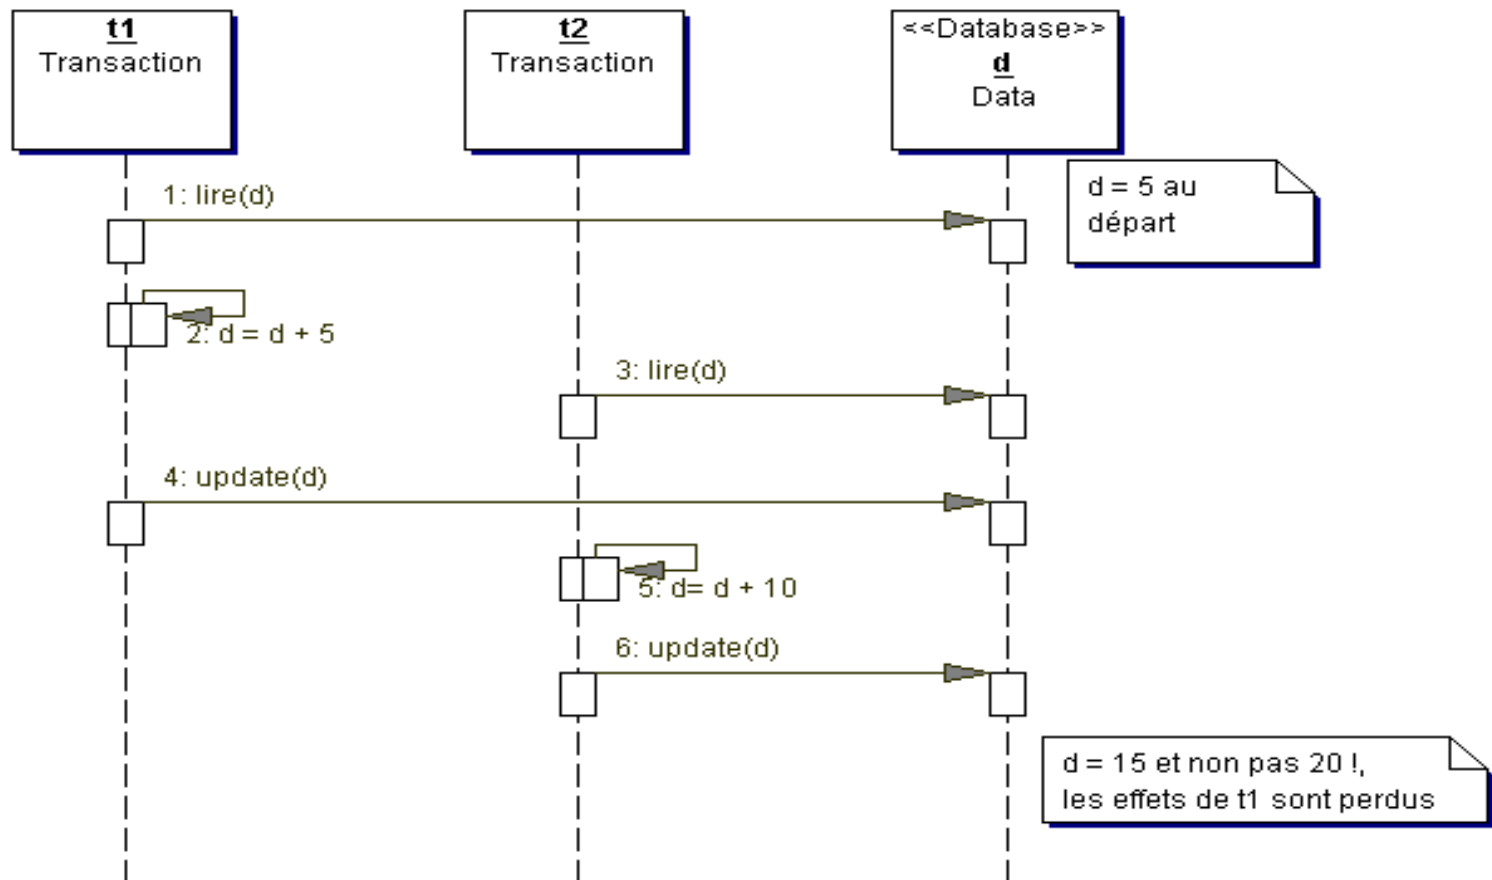 t1
Transaction
t2
Transaction
<<Database>>
d
Data
d = 5 au
départ
1: lire(d)
2: d = d + 5
3: lire(d)
4: update(d)
5: d= d + 10
6: update(d)
d = 15 et non pas 20 !,
les effets de t1 sont perdus